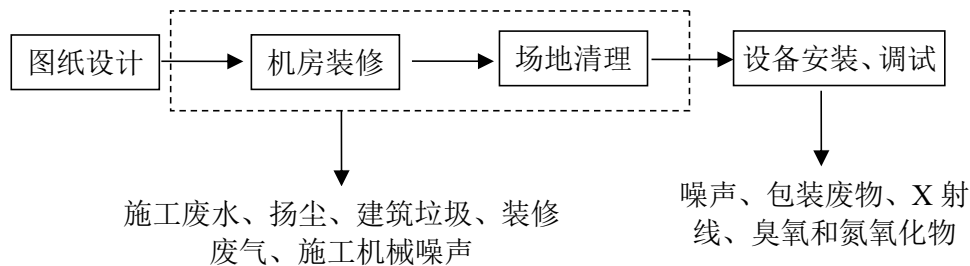 图纸设计
机房装修
场地清理
设备安装、调试
施工废水、扬尘、建筑垃圾、装修
废气、施工机械噪声
噪声、包装废物、X 射
线、臭氧和氮氧化物